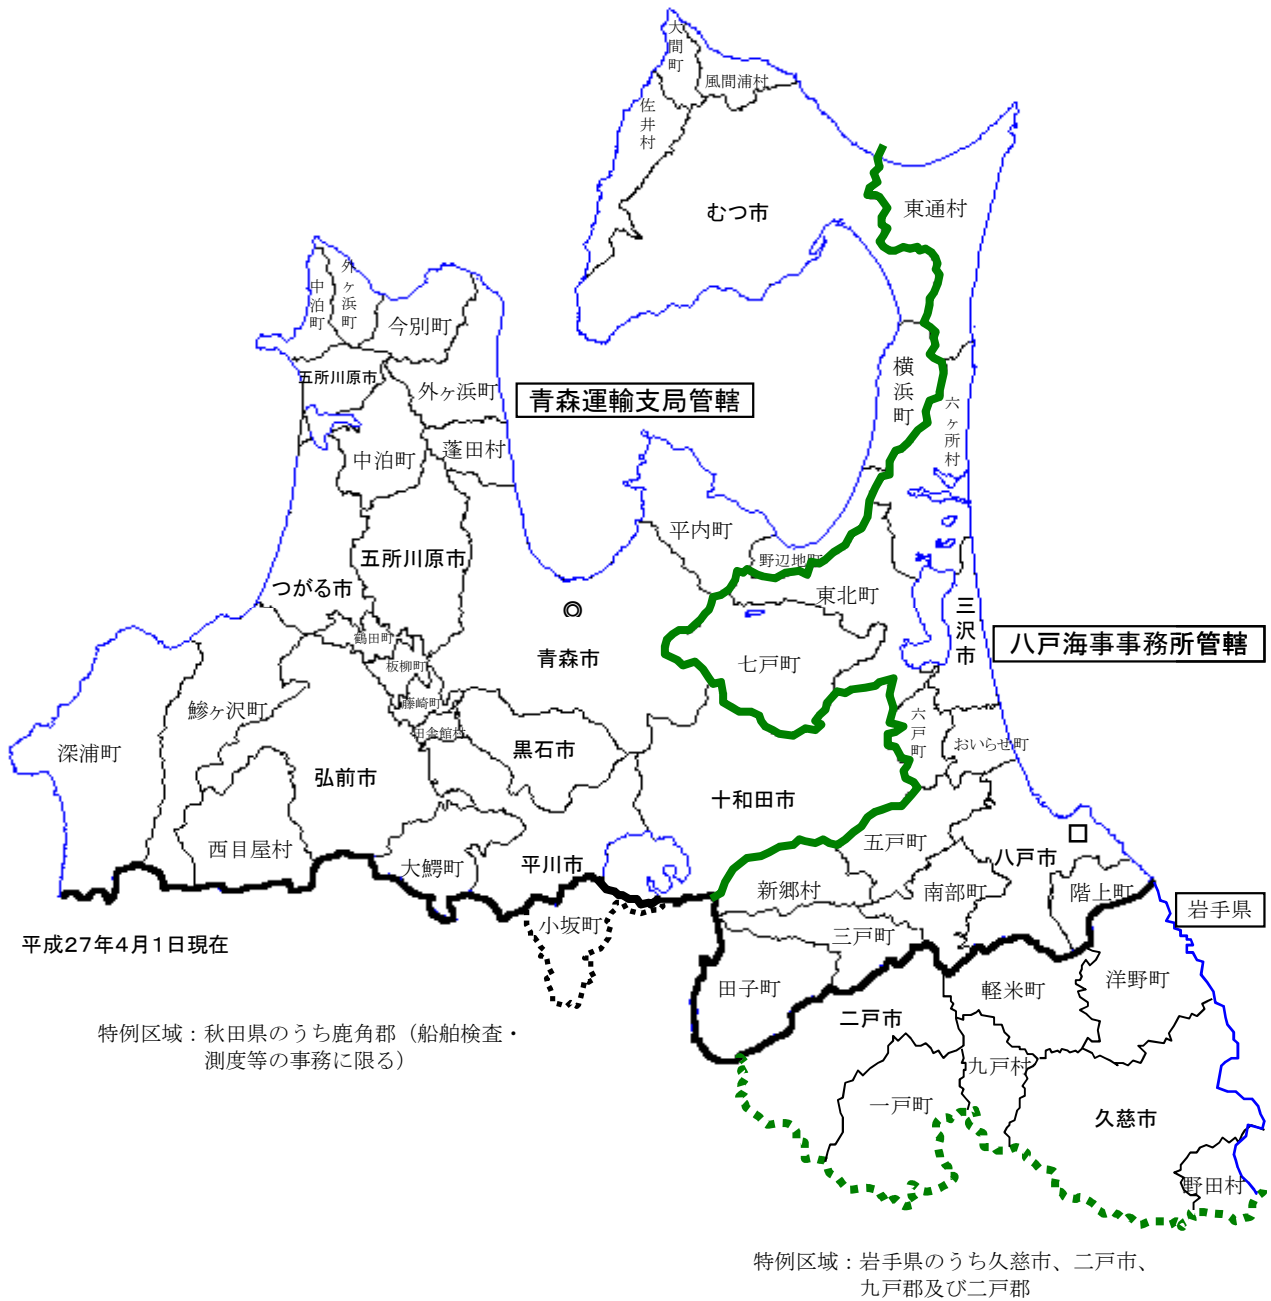 大間町
風間浦村
佐井村
むつ市
東通村
外ヶ浜町
中泊町
今別町
五所川原市
外ヶ浜町
青森運輸支局管轄
横浜町
六ヶ所村
蓬田村
中泊町
平内町
野辺地町
五所川原市
つがる市
東北町
三沢市
八戸海事事務所管轄
鶴田町
板柳町
青森市
七戸町
藤崎町
鰺ヶ沢町
田舎館村
黒石市
六戸町
おいらせ町
深浦町
弘前市
十和田市
西目屋村
大鰐町
平川市
五戸町
八戸市
新郷村
南部町
階上町
岩手県
小坂町
三戸町
平成27年4月1日現在
田子町
軽米町
洋野町
二戸市
特例区域：秋田県のうち鹿角郡（船舶検査・
測度等の事務に限る）
九戸村
一戸町
久慈市
野田村
特例区域：岩手県のうち久慈市、二戸市、
九戸郡及び二戸郡